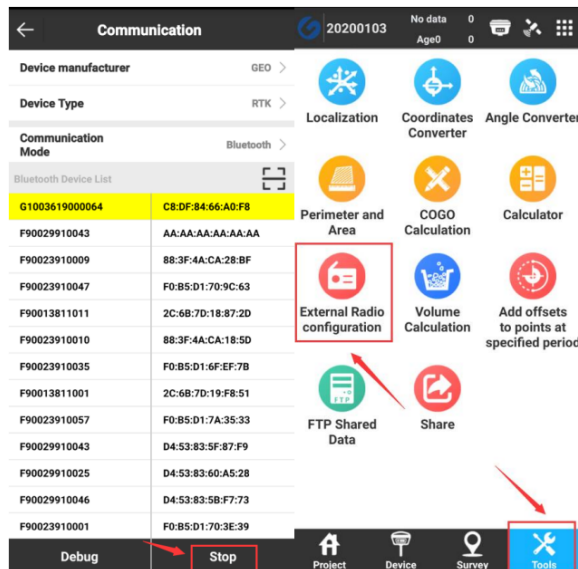 Communication
Device manufacturer GEO
Device Type RTK
Communication
Mode
Bluetooth
Bluetooth Device List
G1003619000064 C8:DF:84:66:A0:F8
F90029910043 AA:AA:AA:AA:AA:AA
F90023910009 88:3F:4A:CA:28:BF
F90023910047 F0:B5:D1:70:9C:63
F90013811011 2C:6B:7D:18:87:2D
F90023910010 88:3F:4A:CA:18:5D
F90023910035 F0:B5:D1:6F:EF:7B
F90013811001 2C:6B:7D:19:F8:51
F90023910057 F0:B5:D1:7A:35:33
F90029910043 D4:53:83:5F:87:F9
F90029910025 D4:53:83:60:A5:28
F90029910046 D4:53:83:5B:F7:73
F90023910001 F0:B5:D1:70:3E:39
Debug Stop
20200103
No data 0
Age0 0
Localization
Coordinates
Converter
Angle Converter
Perimeter and
Area
COGO
Calculation
Calculator
External Radio
configuration
Volume
Calculation
Add offsets
to points at
specified period
FTP
FTP Shared
Data
Share
Project Device Survey Tools